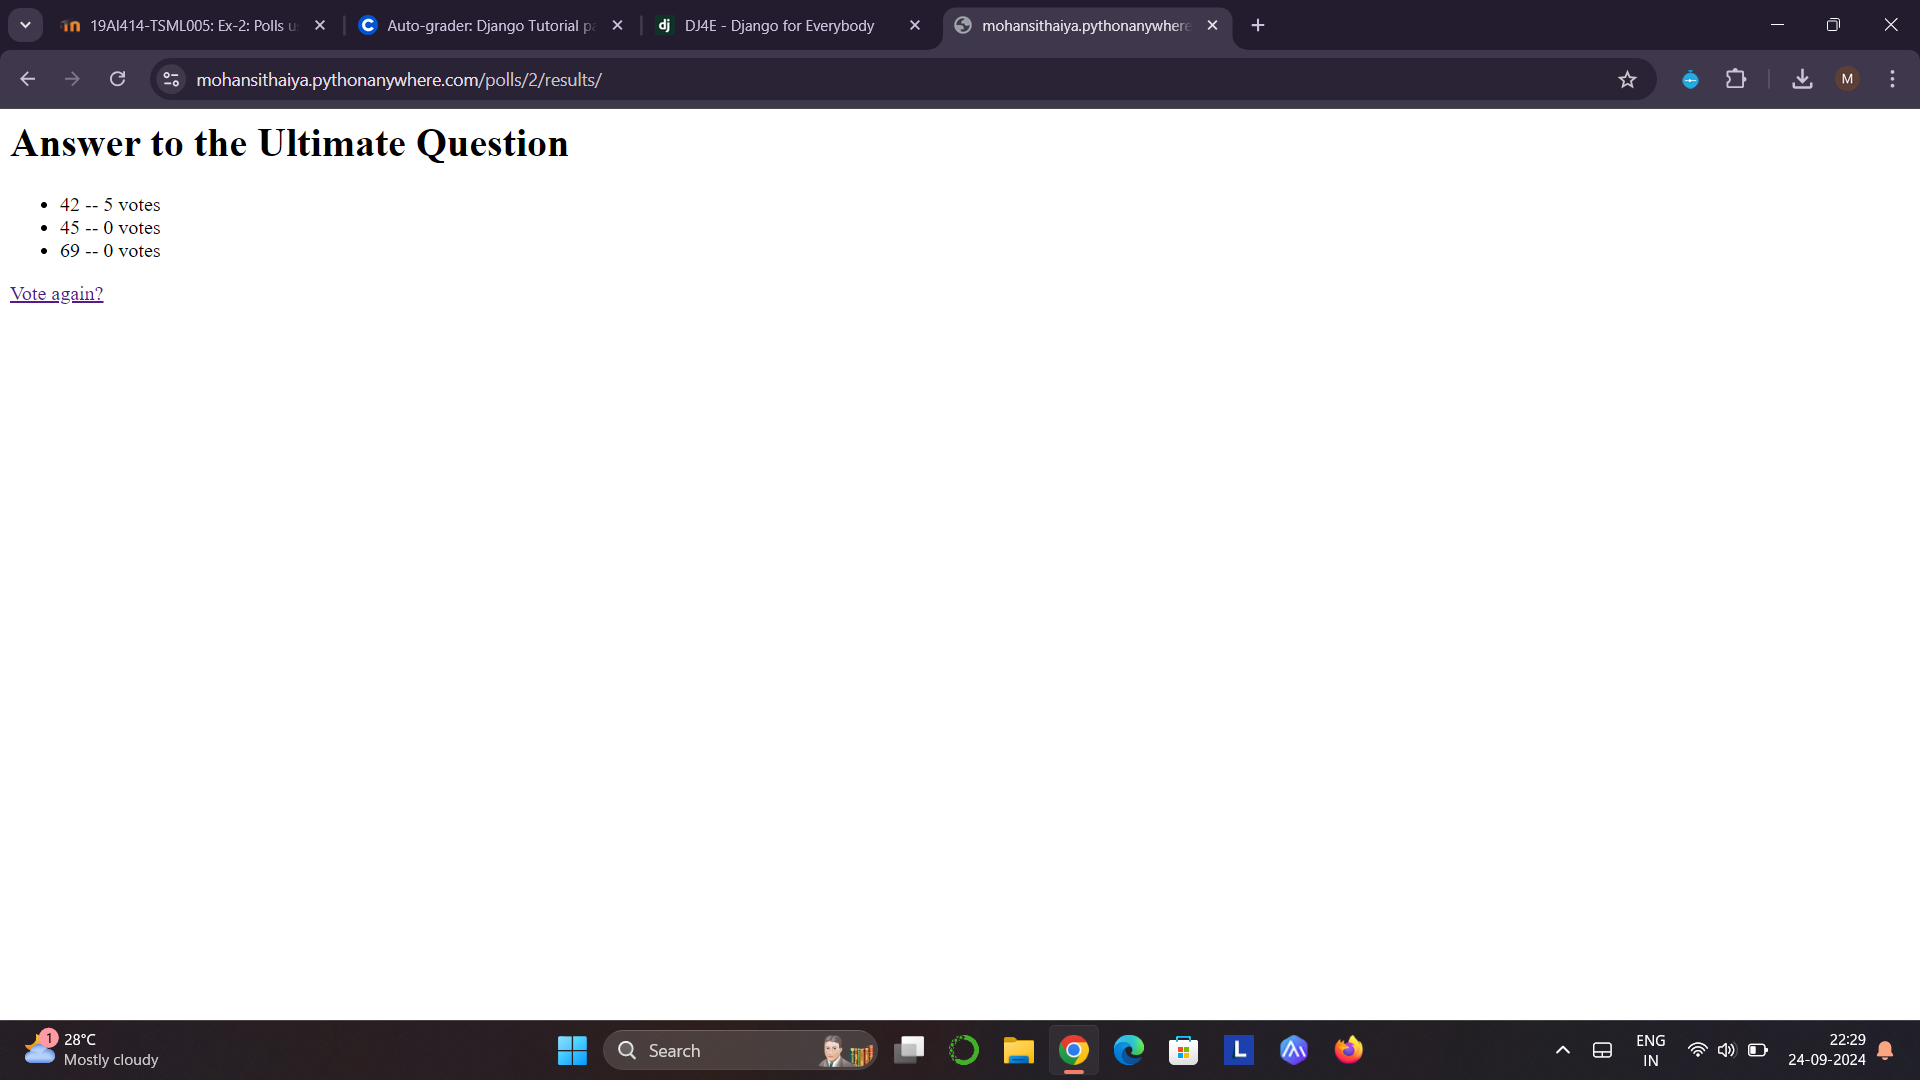 19AI414-TSML005: Ex-2: Polls u
Auto-grader: Django Tutorial pa
dj
DJ4E - Django for Everybody
mohansithaiya.pythonanywhere
mohansithaiya.pythonanywhere.com/polls/2/results/
M
Answer to the Ultimate Question
42 -- 5 votes
45 -- 0 votes
69 -- 0 votes
Vote again?
1
28°C
Mostly cloudy
Search
L
ENG
IN
22:29
24-09-2024